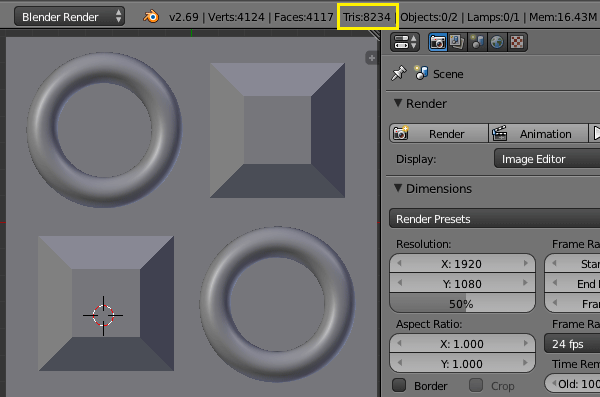 Blender Render v2.69 | Verts:4124 | Faces:4117 | Tris:8234 | Objects:0/2 | Lamps:0/1 | Mem:16.43M
Scene
Render
Render Animation
Display: Image Editor
Dimensions
Render Presets
Resolution: Frame Ra
X: 1920 Star
Y: 1080 End
50% Fra
Aspect Ratio: Frame Ra
X: 1.000 24 fps
Y: 1.000 Time Rem
Border Crop Old: 100